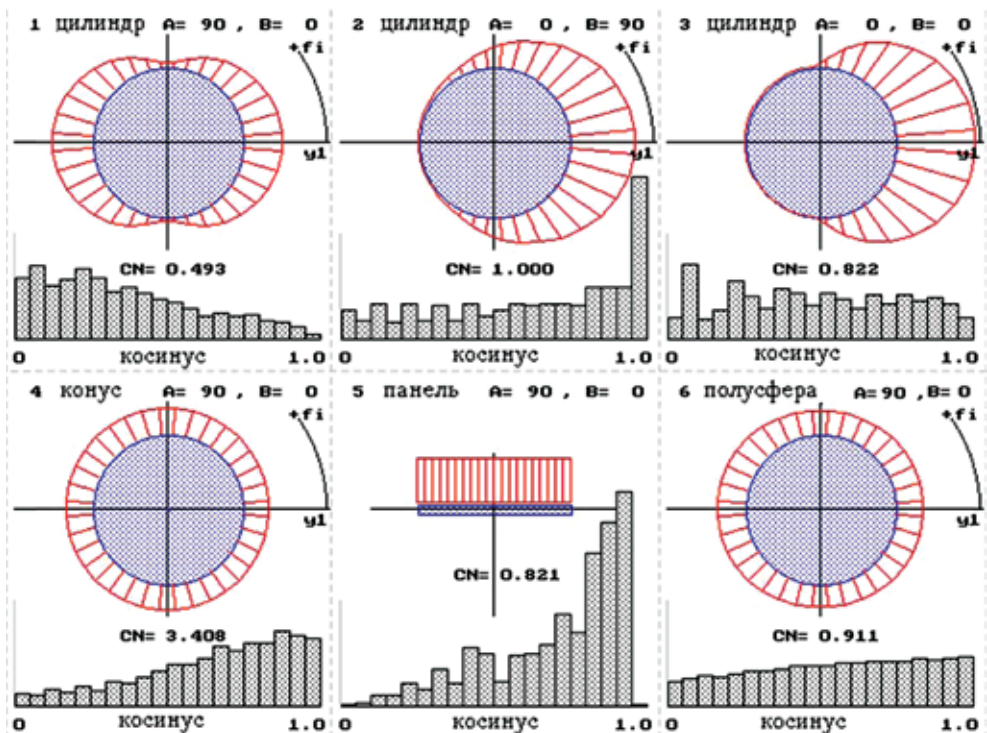 1 цилиндр A= 90 , B= 0
+fi
y1
CN= 0.493
0 косинус 1.0
2 цилиндр A= 0 , B= 90
+fi
y1
CN= 1.000
0 косинус 1.0
3 цилиндр A= 0 , B= 0
+fi
y1
CN= 0.822
0 косинус 1.0
4 конус A= 90 , B= 0
+fi
y1
CN= 3.408
0 косинус 1.0
5 панель A= 90 , B= 0
CN= 0.821
0 косинус 1.0
6 полусфера A= 90 , B= 0
+fi
y1
CN= 0.911
0 косинус 1.0